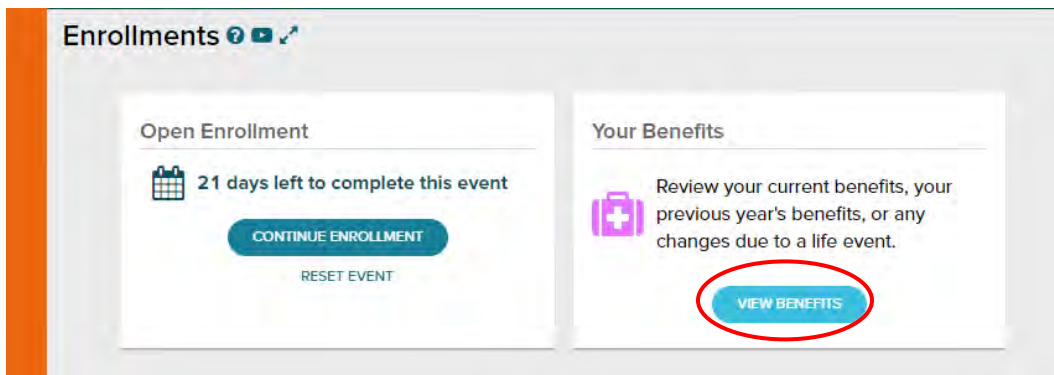 Enrollments
Open Enrollment
21 days left to complete this event
CONTINUE ENROLLMENT
RESET EVENT
Your Benefits
Review your current benefits, your
previous year's benefits, or any
changes due to a life event.
VIEW BENEFITS